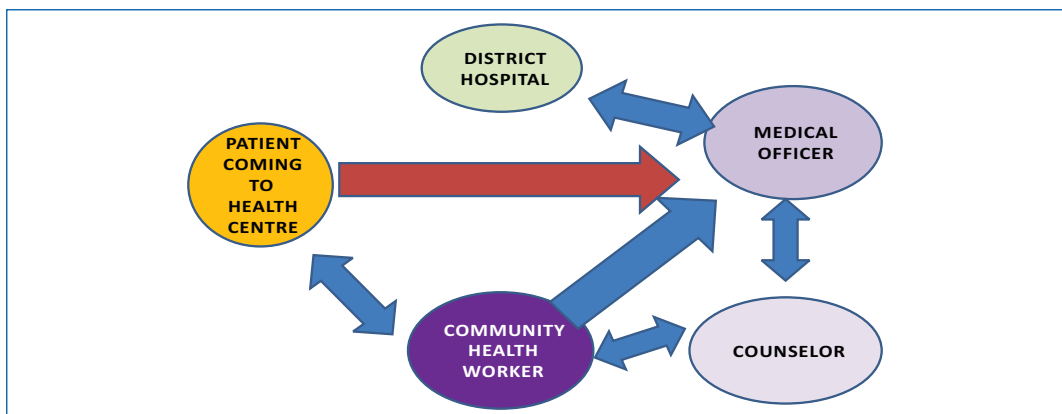 DISTRICT
HOSPITAL
MEDICAL
OFFICER
PATIENT
COMING
TO
HEALTH
CENTRE
COMMUNITY
HEALTH
WORKER
COUNSELOR